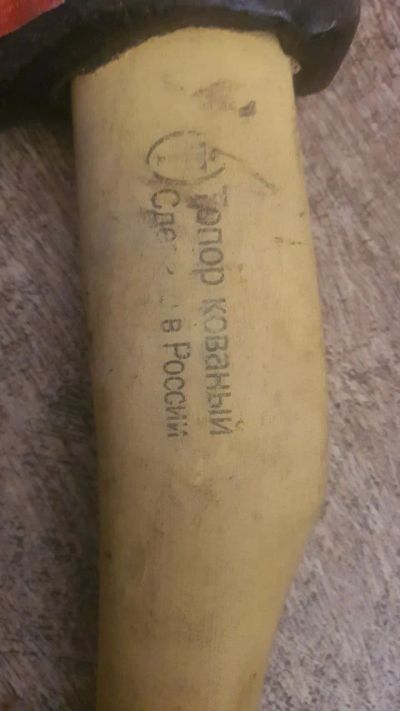 Топор кованый
в России